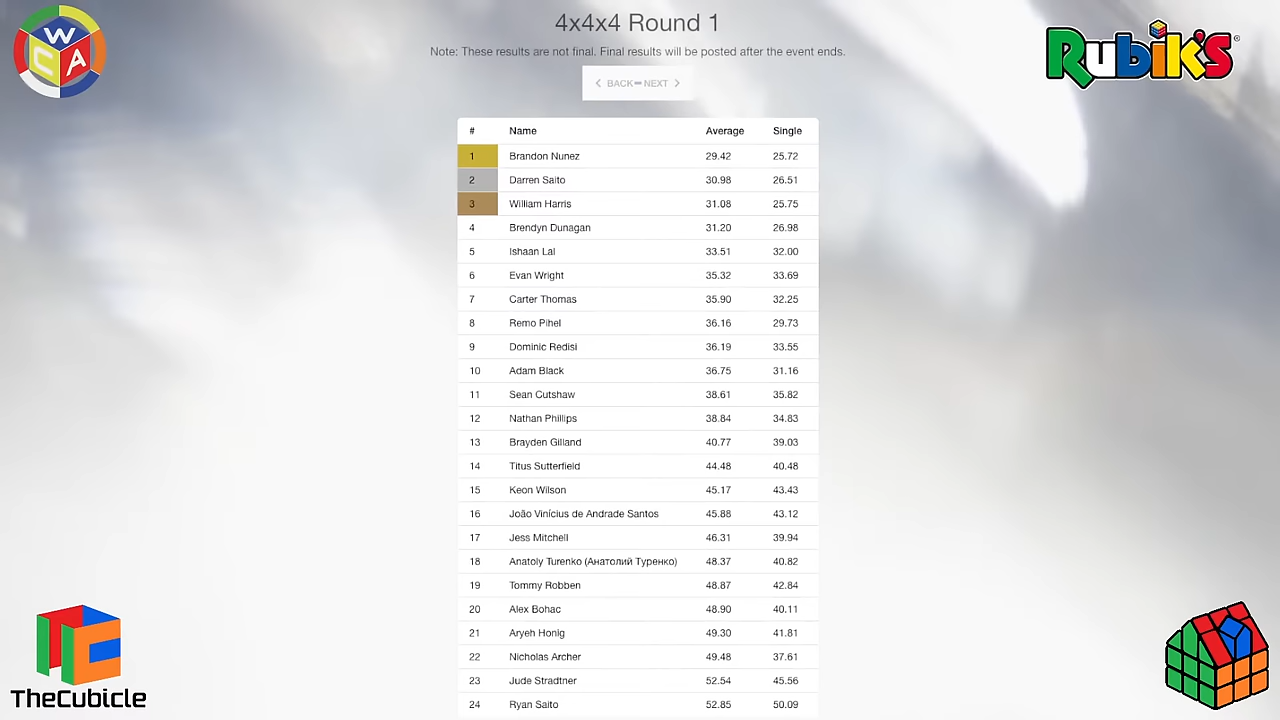 WCA
4x4x4 Round 1
RUBIK'S®
Note: These results are not final. Final results will be posted after the event ends.
BACK NEXT
# Name Average Single
1 Brandon Nunez 29.42 25.72
2 Darren Saito 30.98 26.51
3 William Harris 31.08 25.75
4 Brendyn Dunagan 31.20 26.98
5 Ishaan Lal 33.51 32.00
6 Evan Wright 35.32 33.69
7 Carter Thomas 35.90 32.25
8 Remo Pihel 36.16 29.73
9 Dominic Redisi 36.19 33.55
10 Adam Black 36.75 31.16
11 Sean Cutshaw 38.61 35.82
12 Nathan Phillips 38.84 34.83
13 Brayden Gilland 40.77 39.03
14 Titus Sutterfield 44.48 40.48
15 Keon Wilson 45.17 43.43
16 João Vinícius de Andrade Santos 45.88 43.12
17 Jess Mitchell 46.31 39.94
18 Anatoly Turenko (Анатолий Туренко) 48.37 40.82
19 Tommy Robben 48.87 42.84
20 Alex Bohac 48.90 40.11
21 Aryeh Honig 49.30 41.81
22 Nicholas Archer 49.48 37.61
23 Jude Stradtner 52.54 45.56
24 Ryan Saito 52.85 50.09
TC
TheCubicle